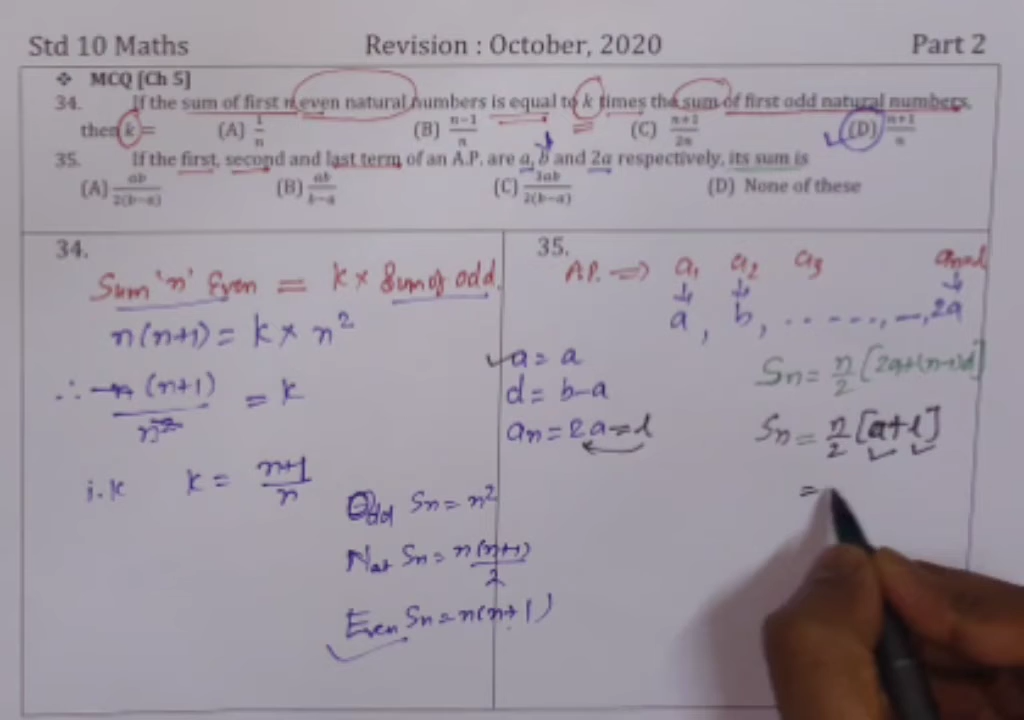 Std 10 Maths Revision : October, 2020 Part 2
❖ MCQ [Ch 5]
34. If the sum of first n even natural numbers is equal to k times the sum of first odd natural numbers,
then k = (A) 1/n (B) n−1/n (C) n+1/2n (D) n+1/n
35. If the first, second and last term of an A.P. are a, b and 2a respectively, its sum is
(A) ab/2(b−a) (B) ab/b−a (C) 3ab/2(b−a) (D) None of these
34.
Sum 'n' Even = k × Sum of odd.
n(n+1) = k × n²
∴ n(n+1)/n² = k
i.k k = n+1/n
Odd Sn = n²
Nat Sn = n(n+1)/2
Even Sn = n(n+1)
35.
A.P. => a₁ a₂ a₃ an=l
a, b, ......, –, 2a
a = a
d = b−a
an = 2a = l
Sn = n/2 [2a+(n−1)d]
Sn = n/2 [a+l]
=